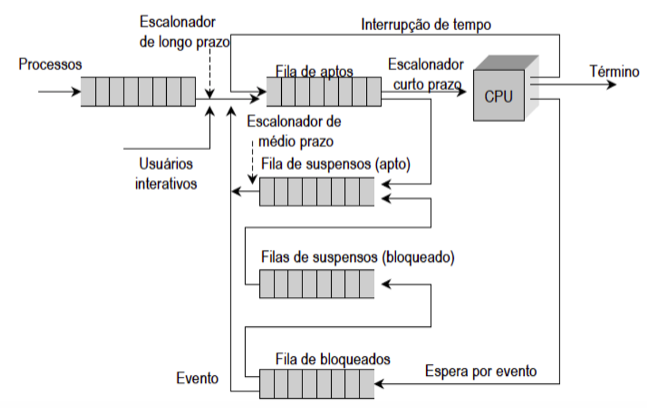 Interrupção de tempo
Escalonador
de longo prazo
Processos
Fila de aptos
Escalonador
curto prazo
CPU
Término
Escalonador de
médio prazo
Usuários
interativos
Fila de suspensos (apto)
Filas de suspensos (bloqueado)
Fila de bloqueados
Evento
Espera por evento